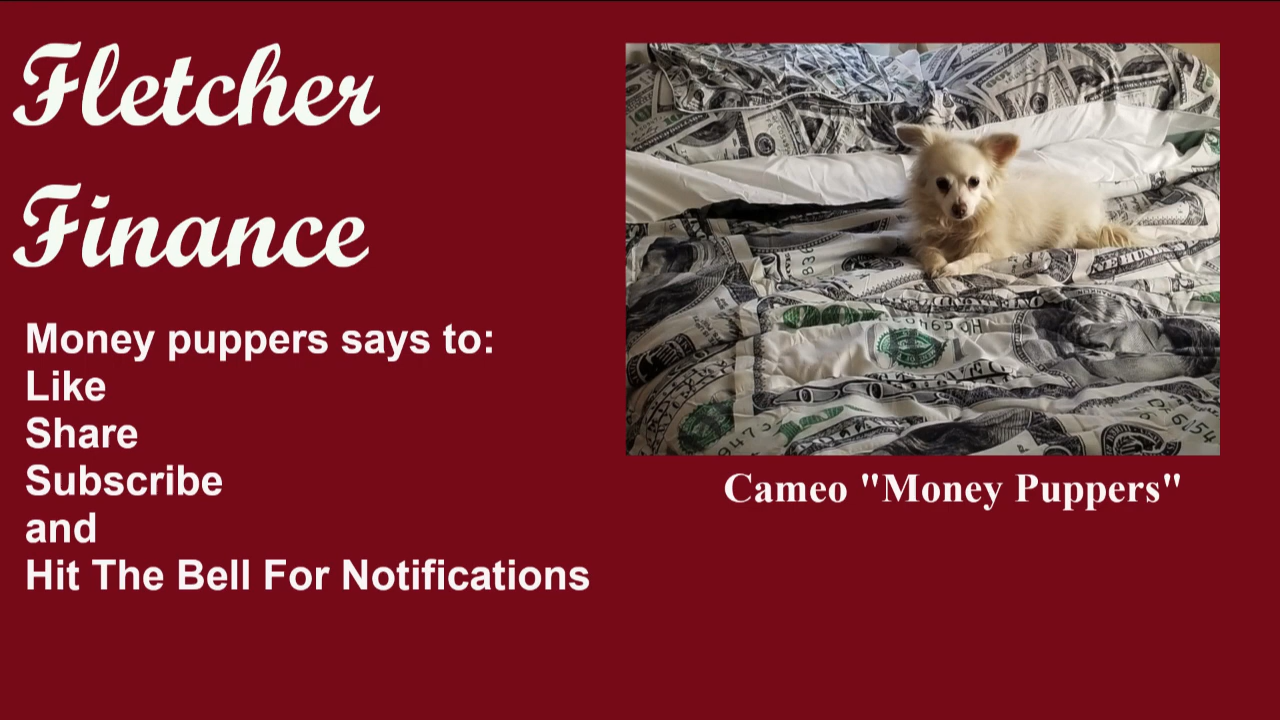 Fletcher
Finance
Money puppers says to:
Like
Share
Subscribe
and
Hit The Bell For Notifications
Cameo "Money Puppers"